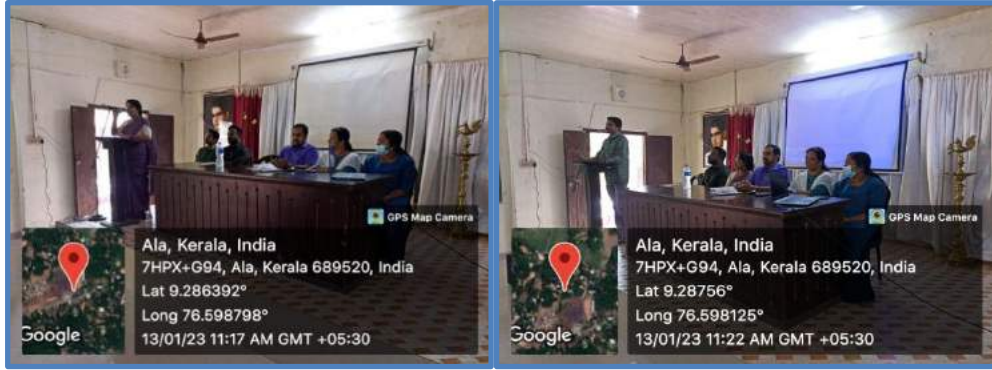 GPS Map Camera
Ala, Kerala, India
7HPX+G94, Ala, Kerala 689520, India
Lat 9.286392°
Long 76.598798°
13/01/23 11:17 AM GMT +05:30
Google
GPS Map Camera
Ala, Kerala, India
7HPX+G94, Ala, Kerala 689520, India
Lat 9.28756°
Long 76.598125°
13/01/23 11:22 AM GMT +05:30
Google